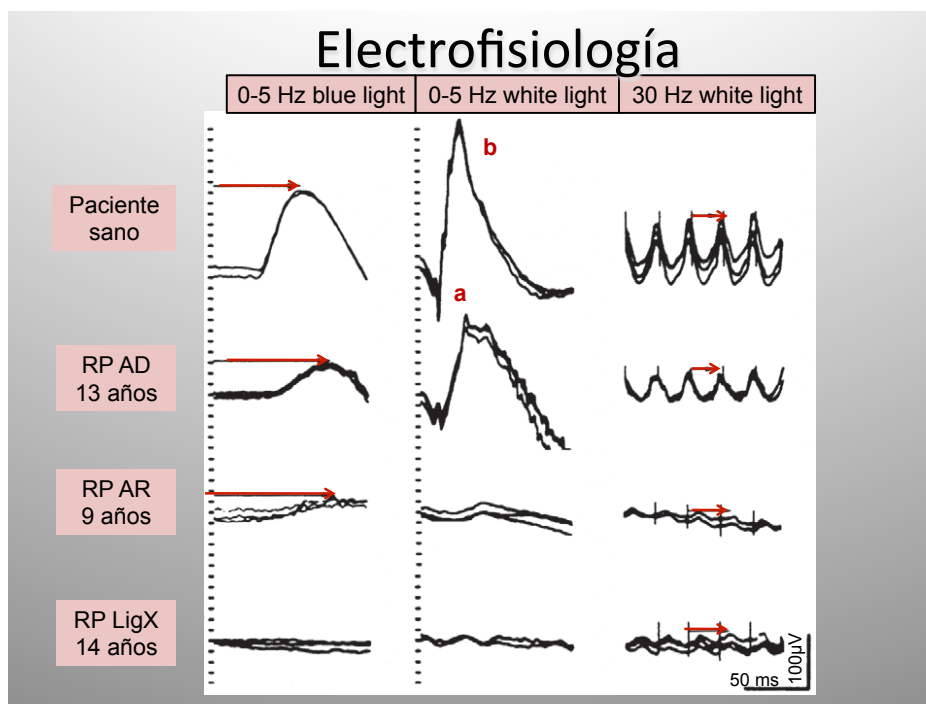 Electrofisiología
0-5 Hz blue light
0-5 Hz white light
30 Hz white light
b
Paciente
sano
a
RP AD
13 años
RP AR
9 años
RP LigX
14 años
100µV
50 ms